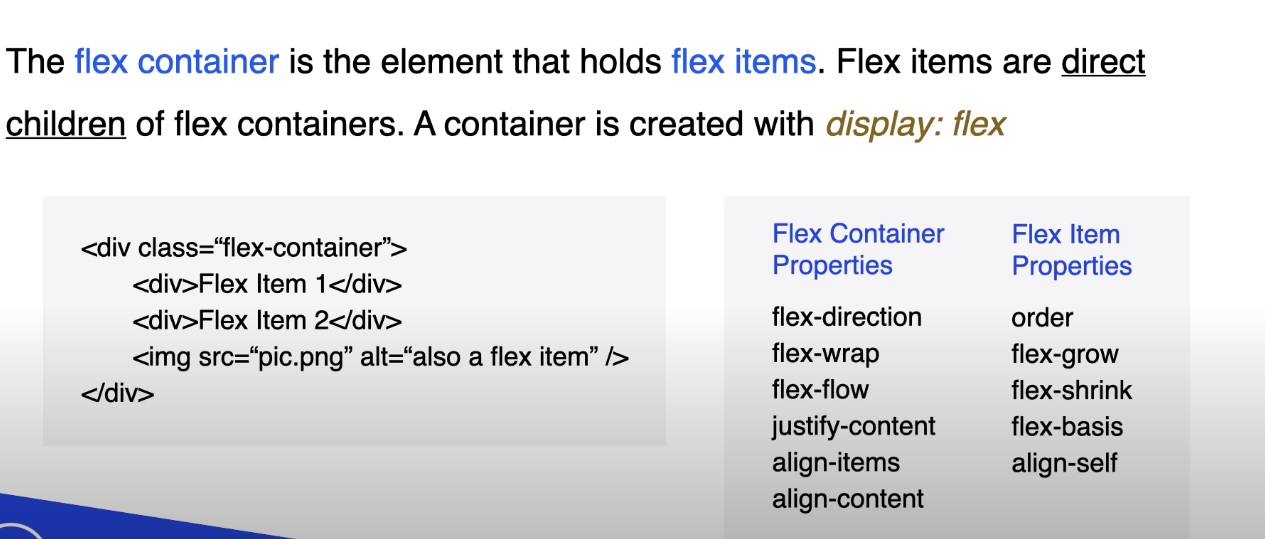 The flex container is the element that holds flex items. Flex items are direct
children of flex containers. A container is created with display: flex
<div class=“flex-container”>
<div>Flex Item 1</div>
<div>Flex Item 2</div>
<img src=“pic.png” alt=“also a flex item” />
</div>
Flex Container
Properties
flex-direction
flex-wrap
flex-flow
justify-content
align-items
align-content
Flex Item
Properties
order
flex-grow
flex-shrink
flex-basis
align-self